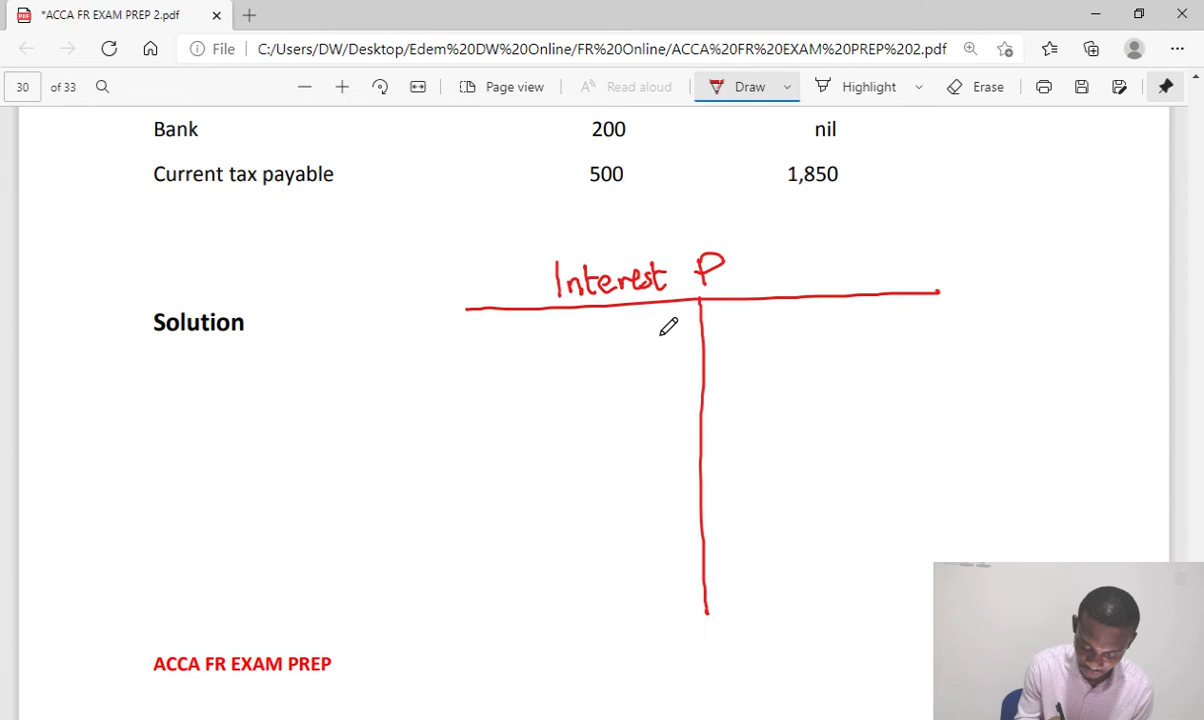 *ACCA FR EXAM PREP 2.pdf
File C:/Users/DW/Desktop/Edem%20DW%20Online/FR%20Online/ACCA%20FR%20EXAM%20PREP%202.pdf
30 of 33 Page view Read aloud Draw Highlight Erase
Bank 200 nil
Current tax payable 500 1,850
Interest P
Solution
ACCA FR EXAM PREP